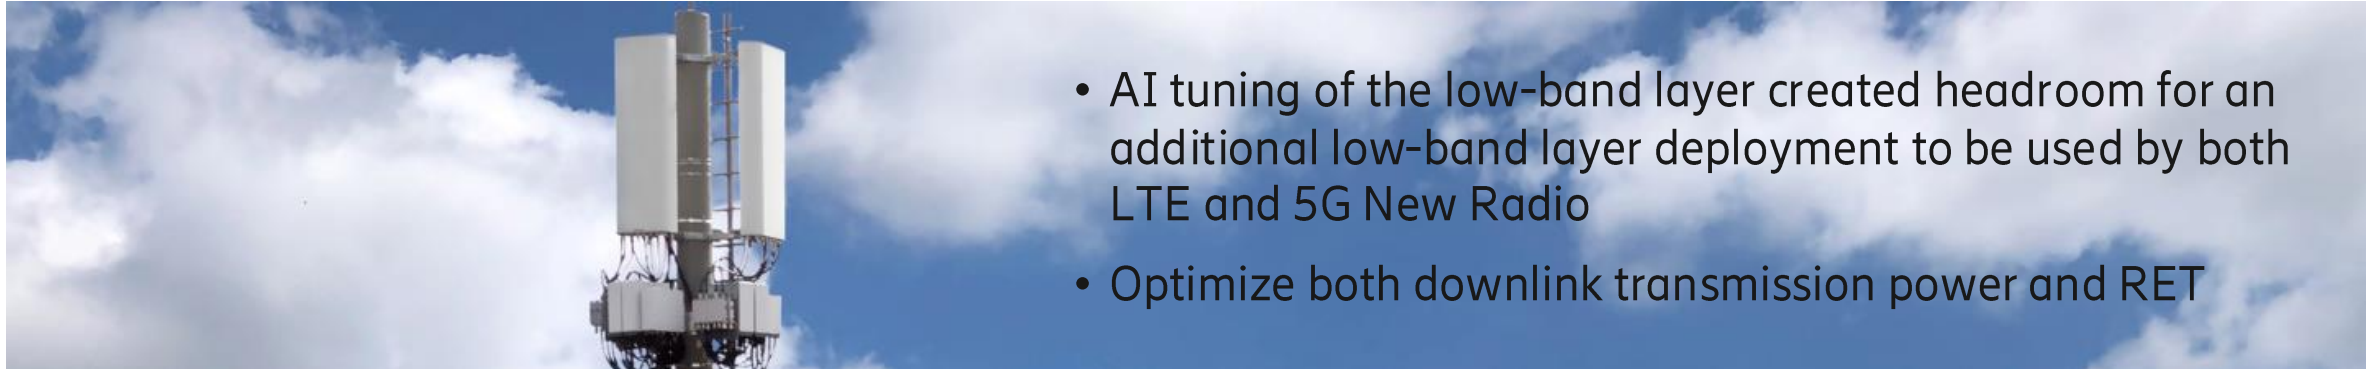 • AI tuning of the low-band layer created headroom for an
additional low-band layer deployment to be used by both
LTE and 5G New Radio
• Optimize both downlink transmission power and RET